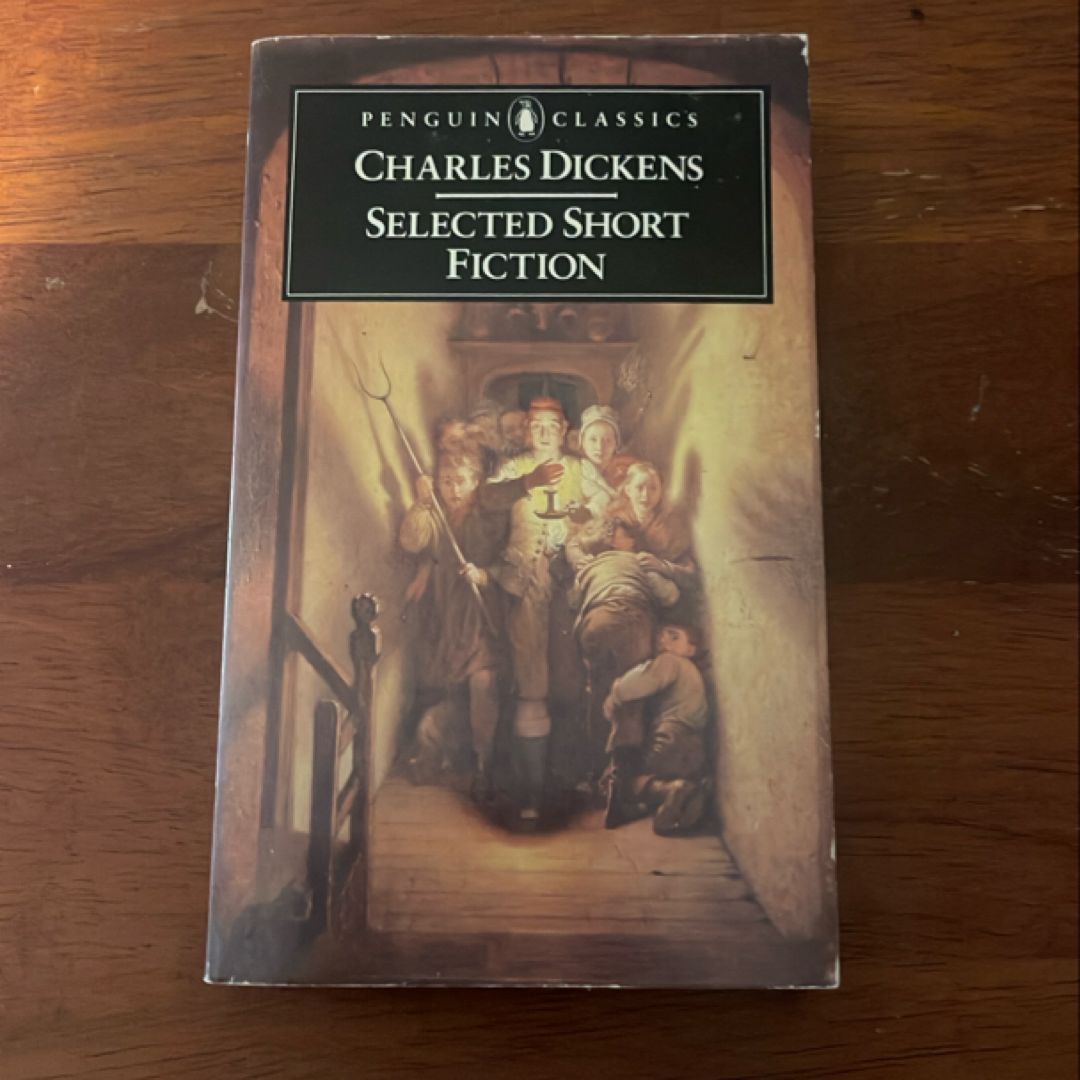 PENGUIN CLASSICS
CHARLES DICKENS
SELECTED SHORT
FICTION